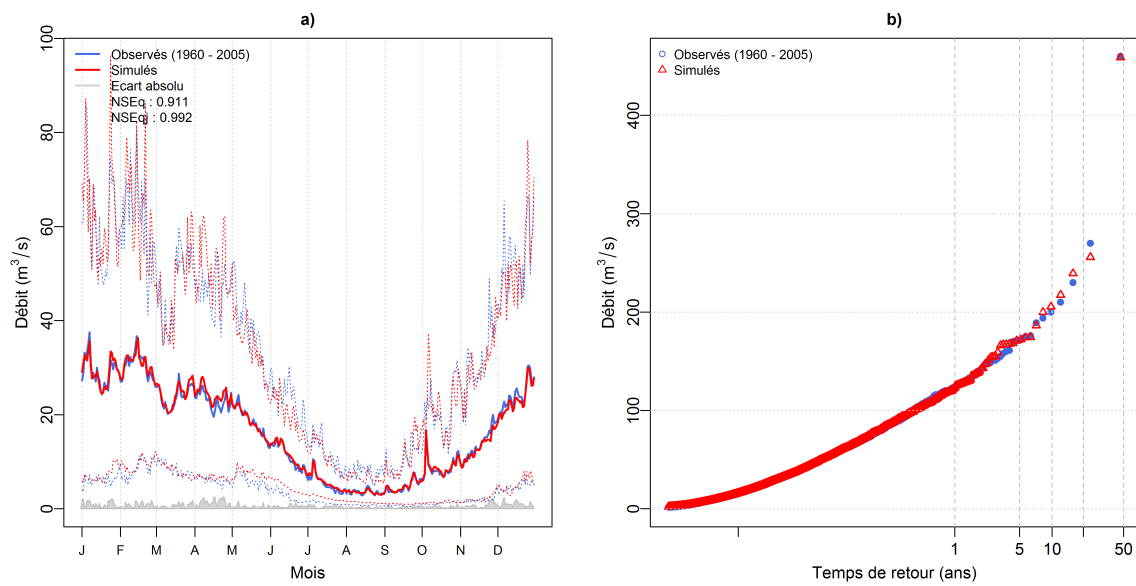 a)
Débit (m³/s)
100
80
60
40
20
0
Observés (1960 - 2005)
Simulés
Ecart absolu
NSEq : 0.911
NSEqj : 0.992
J F M A M J J A S O N D
Mois
b)
Débit (m³/s)
400
300
200
100
0
Observés (1960 - 2005)
Simulés
1 5 10 50
Temps de retour (ans)